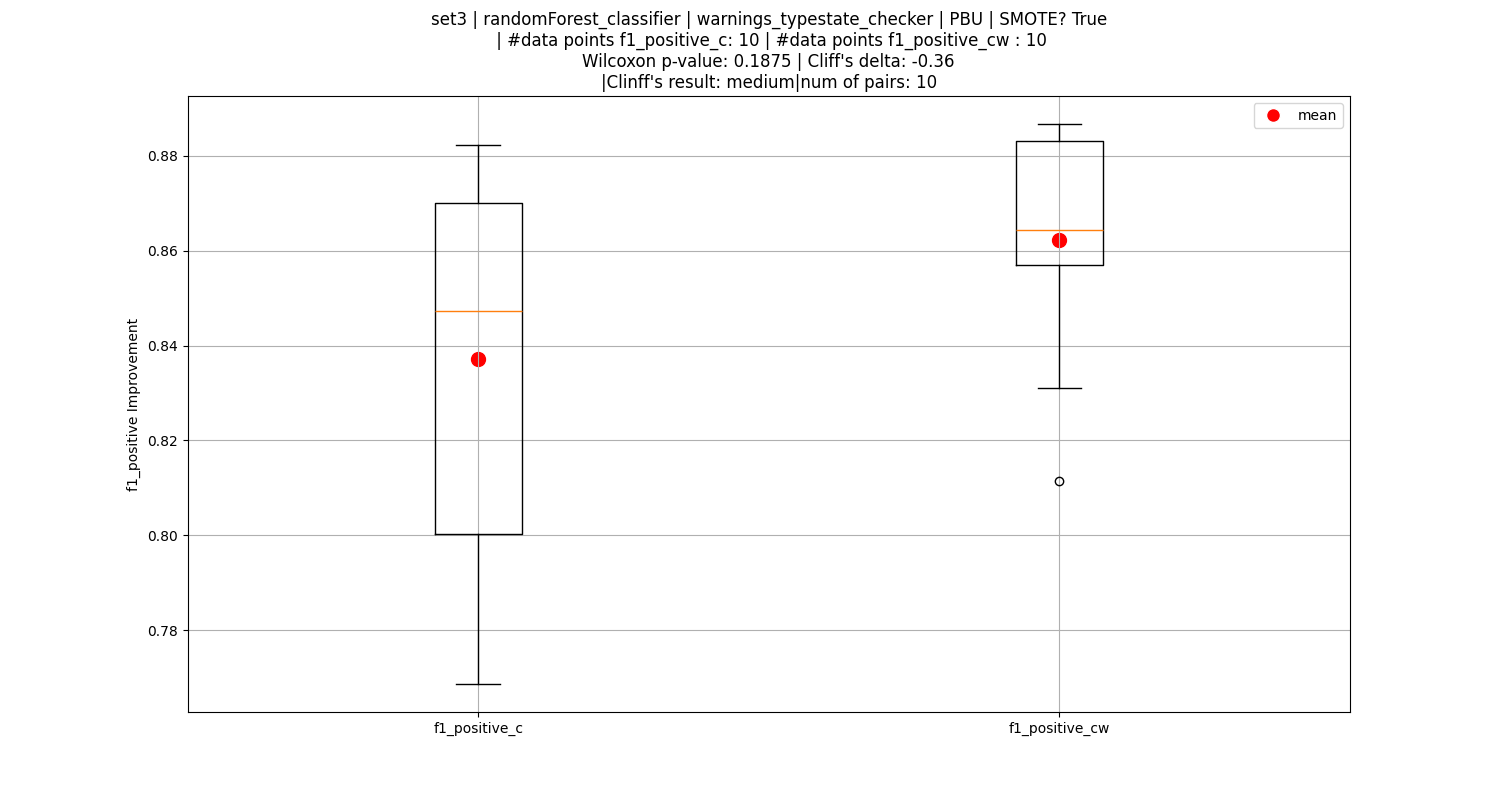 set3 | randomForest_classifier | warnings_typestate_checker | PBU | SMOTE? True
| #data points f1_positive_c: 10 | #data points f1_positive_cw : 10
Wilcoxon p-value: 0.1875 | Cliff's delta: -0.36
|Clinff's result: medium|num of pairs: 10
mean
f1_positive Improvement
0.88
0.86
0.84
0.82
0.80
0.78
f1_positive_c
f1_positive_cw